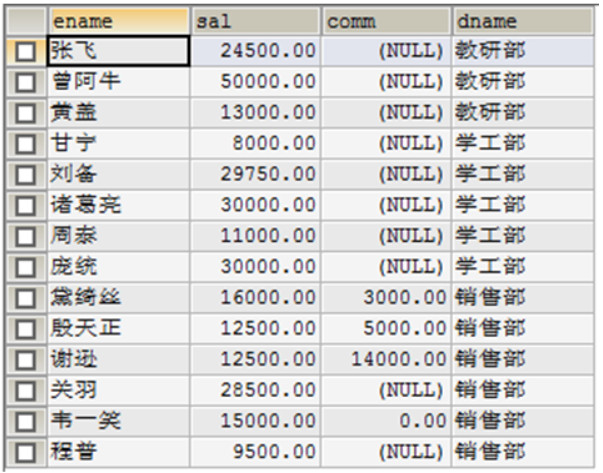 ename sal comm dname
张飞 24500.00 (NULL) 教研部
曾阿牛 50000.00 (NULL) 教研部
黄盖 13000.00 (NULL) 教研部
甘宁 8000.00 (NULL) 学工部
刘备 29750.00 (NULL) 学工部
诸葛亮 30000.00 (NULL) 学工部
周泰 11000.00 (NULL) 学工部
庞统 30000.00 (NULL) 学工部
黛绮丝 16000.00 3000.00 销售部
殷天正 12500.00 5000.00 销售部
谢逊 12500.00 14000.00 销售部
关羽 28500.00 (NULL) 销售部
韦一笑 15000.00 0.00 销售部
程普 9500.00 (NULL) 销售部